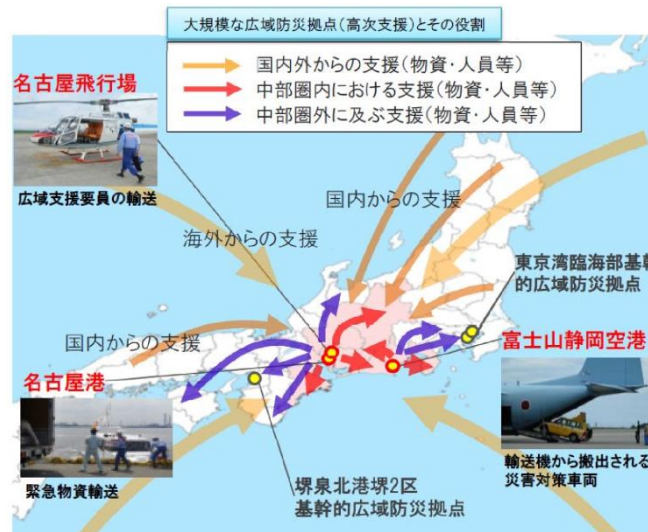 大規模な広域防災拠点(高次支援)とその役割
国内外からの支援(物資・人員等)
中部圏内における支援(物資・人員等)
中部圏外に及ぶ支援(物資・人員等)
名古屋飛行場
広域支援要員の輸送
国内からの支援
海外からの支援
東京湾臨海部基幹
的広域防災拠点
国内からの支援
富士山静岡空港
名古屋港
緊急物資輸送
堺泉北港堺2区
基幹的広域防災拠点
輸送機から搬出される
災害対策車両